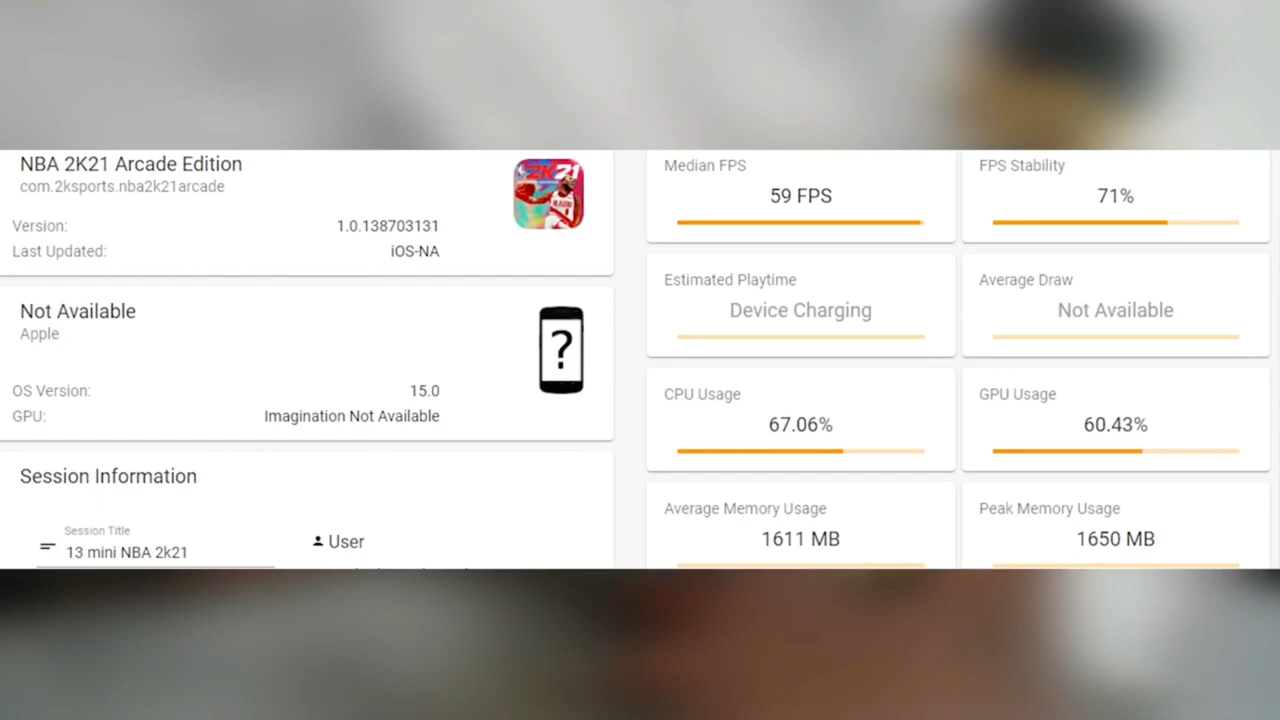 NBA 2K21 Arcade Edition
com.2ksports.nba2k21arcade
Version: 1.0.138703131
Last Updated: iOS-NA
2K21
Not Available
Apple
?
OS Version: 15.0
GPU: Imagination Not Available
Session Information
Session Title
13 mini NBA 2k21
User
Median FPS
59 FPS
FPS Stability
71%
Estimated Playtime
Device Charging
Average Draw
Not Available
CPU Usage
67.06%
GPU Usage
60.43%
Average Memory Usage
1611 MB
Peak Memory Usage
1650 MB